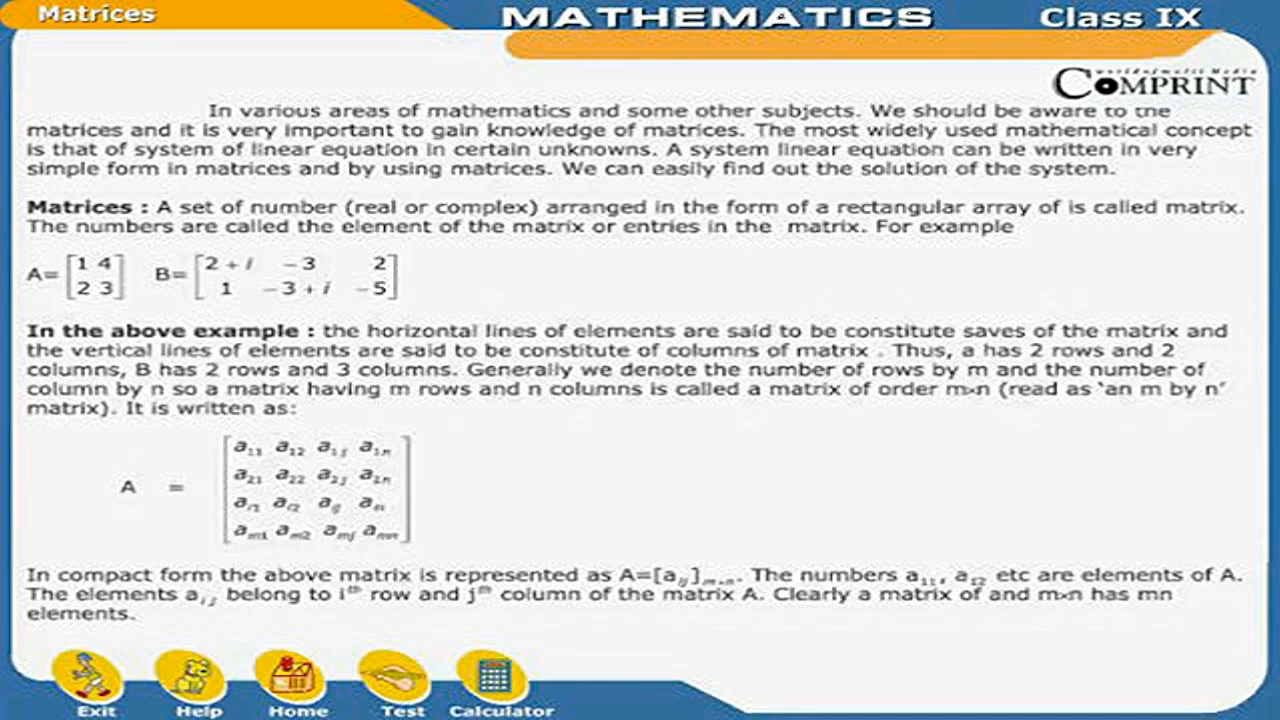 Matrices
MATHEMATICS
Class IX
world of multi Media
COMPRINT
In various areas of mathematics and some other subjects. We should be aware to the
matrices and it is very important to gain knowledge of matrices. The most widely used mathematical concept
is that of system of linear equation in certain unknowns. A system linear equation can be written in very
simple form in matrices and by using matrices. We can easily find out the solution of the system.
Matrices : A set of number (real or complex) arranged in the form of a rectangular array of is called matrix.
The numbers are called the element of the matrix or entries in the matrix. For example
A= [1 4 B= [2 + i -3 2]
2 3] 1 -3 + i -5]
In the above example : the horizontal lines of elements are said to be constitute saves of the matrix and
the vertical lines of elements are said to be constitute of columns of matrix . Thus, a has 2 rows and 2
columns, B has 2 rows and 3 columns. Generally we denote the number of rows by m and the number of
column by n so a matrix having m rows and n columns is called a matrix of order m×n (read as ‘an m by n’
matrix). It is written as:
a₁₁ a₁₂ a₁ⱼ a₁ₙ
a₂₁ a₂₂ a₂ⱼ a₂ₙ
A =
aᵢ₁ aᵢ₂ aᵢⱼ aᵢₙ
aₘ₁ aₘ₂ aₘⱼ aₘₙ
In compact form the above matrix is represented as A=[aᵢⱼ]ₘ×ₙ. The numbers a₁₁, a₁₂ etc are elements of A.
The elements aᵢⱼ belong to iᵗʰ row and jᵗʰ column of the matrix A. Clearly a matrix of and m×n has mn
elements.
Exit
Help
Home
Test
Calculator